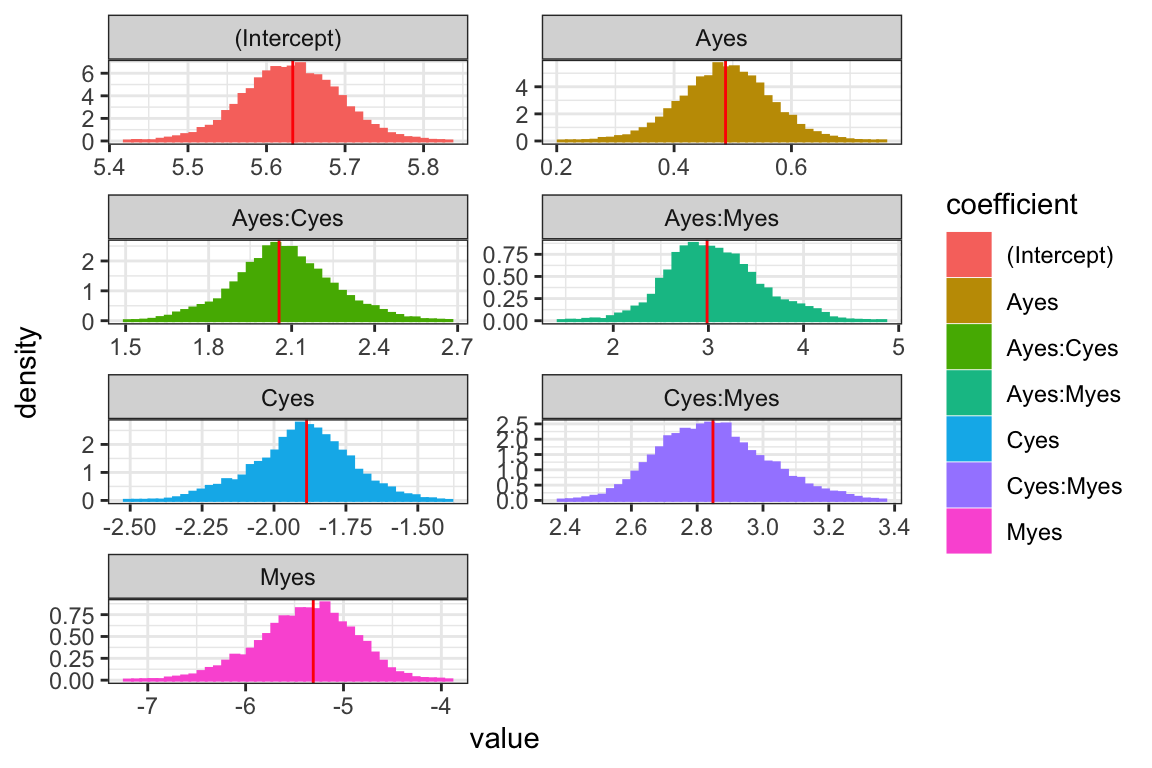 (Intercept)
6
4
2
0
5.4 5.5 5.6 5.7 5.8
Ayes
4
2
0
0.2 0.4 0.6
Ayes:Cyes
2
1
0
1.5 1.8 2.1 2.4 2.7
Ayes:Myes
0.75
0.50
0.25
0.00
2 3 4 5
Cyes
2
1
0
-2.50 -2.25 -2.00 -1.75 -1.50
Cyes:Myes
2.5
2.0
1.5
1.0
0.5
0.0
2.4 2.6 2.8 3.0 3.2 3.4
Myes
0.75
0.50
0.25
0.00
-7 -6 -5 -4
value
density
coefficient
(Intercept)
Ayes
Ayes:Cyes
Ayes:Myes
Cyes
Cyes:Myes
Myes